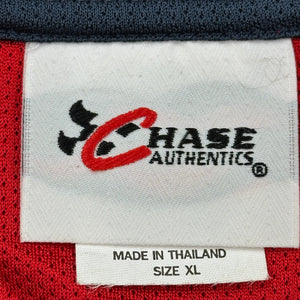 CHASE
AUTHENTICS®
MADE IN THAILAND
SIZE XL